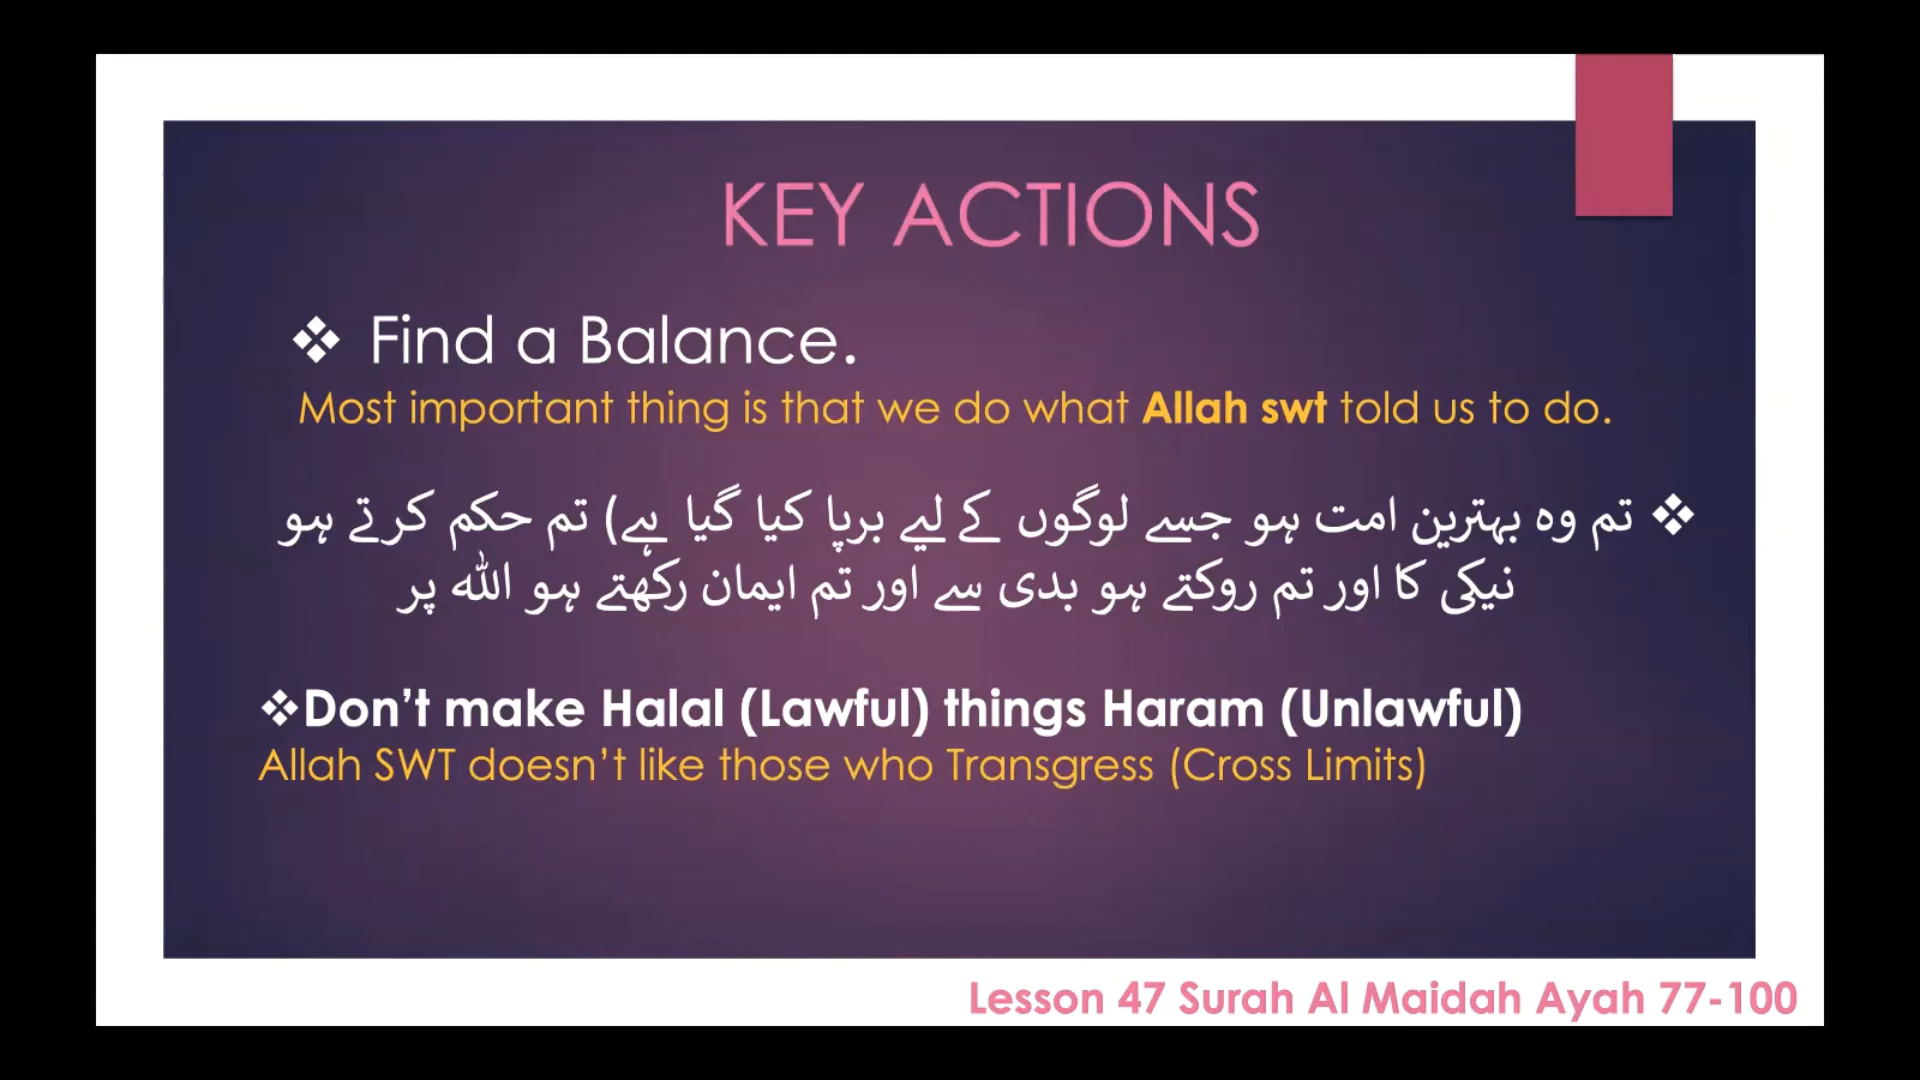 KEY ACTIONS
❖ Find a Balance.
Most important thing is that we do what Allah swt told us to do.
❖ تم وہ بہترین امت ہو جسے لوگوں کے لیے برپا کیا گیا ہے) تم حکم کرتے ہو
نیکی کا اور تم روکتے ہو بدی سے اور تم ایمان رکھتے ہو اللہ پر
❖Don’t make Halal (Lawful) things Haram (Unlawful)
Allah SWT doesn’t like those who Transgress (Cross Limits)
Lesson 47 Surah Al Maidah Ayah 77-100